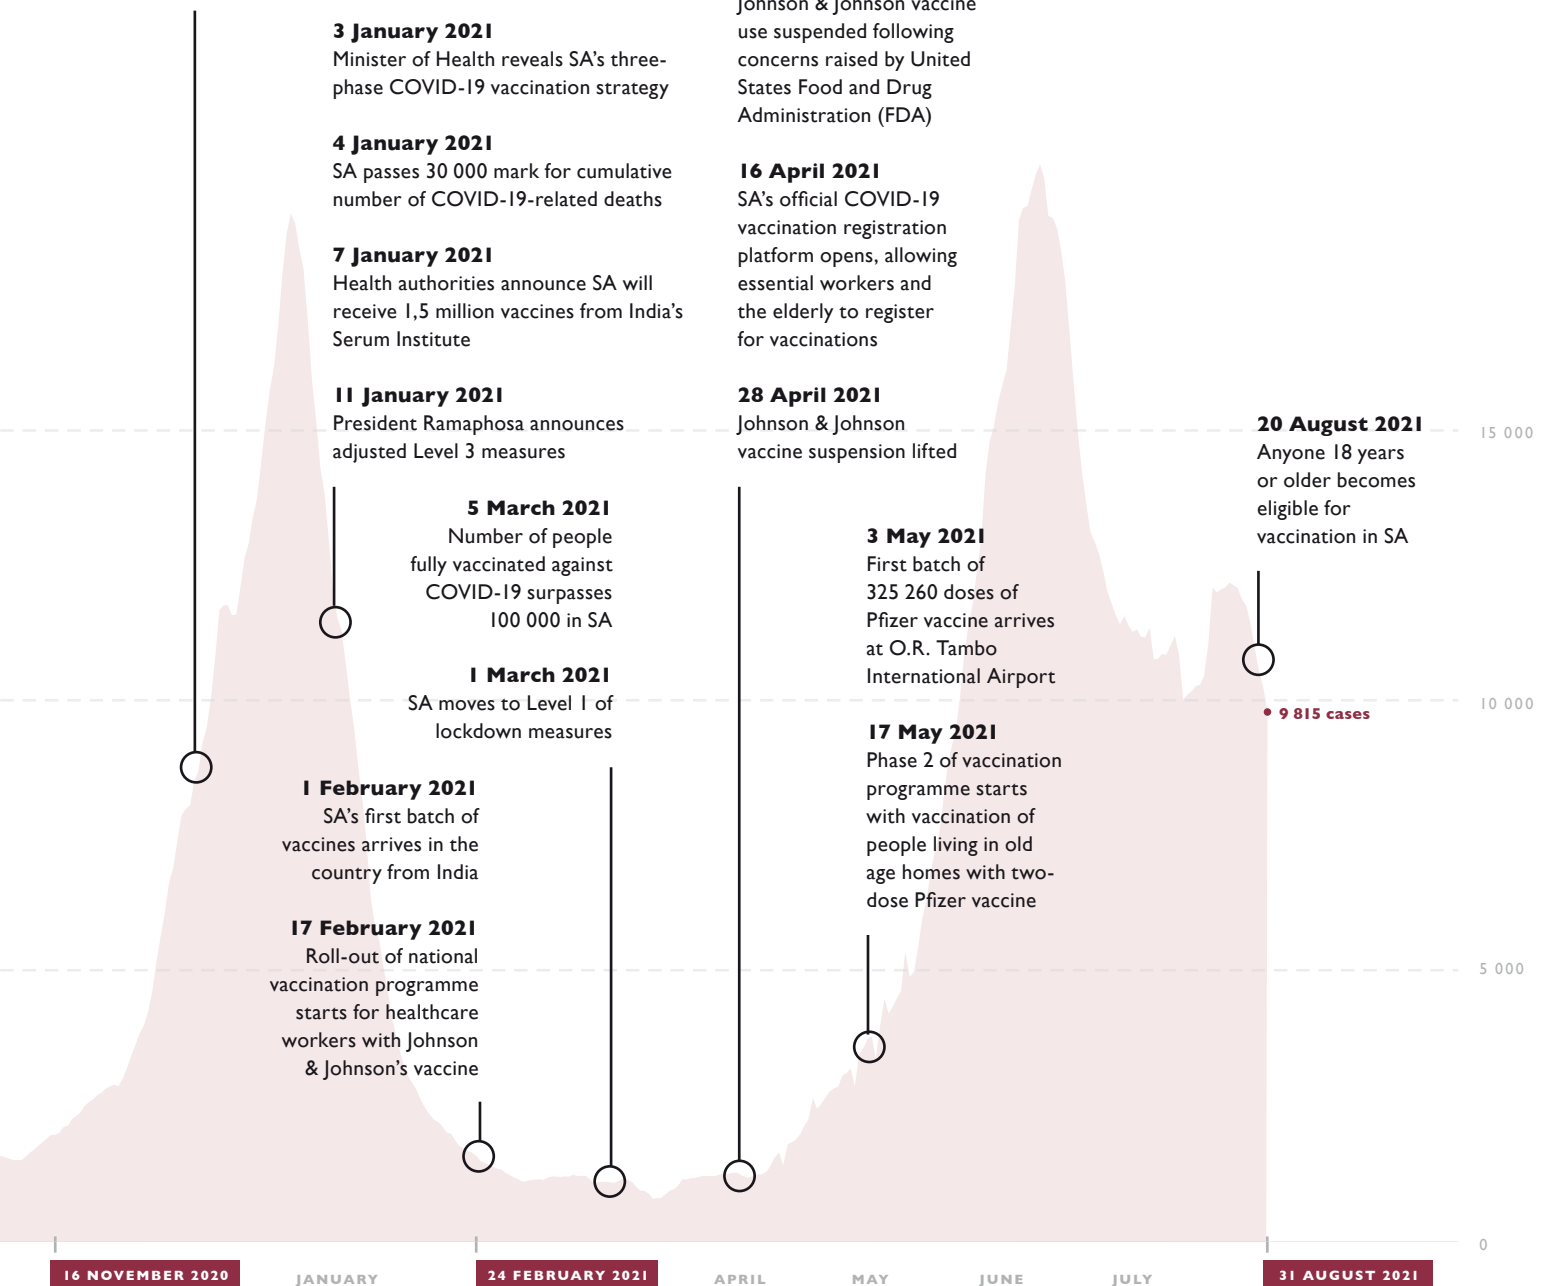 3 January 2021
Minister of Health reveals SA's three-
phase COVID-19 vaccination strategy
4 January 2021
SA passes 30 000 mark for cumulative
number of COVID-19-related deaths
7 January 2021
Health authorities announce SA will
receive 1,5 million vaccines from India's
Serum Institute
11 January 2021
President Ramaphosa announces
adjusted Level 3 measures
5 March 2021
Number of people
fully vaccinated against
COVID-19 surpasses
100 000 in SA
1 March 2021
SA moves to Level 1 of
lockdown measures
1 February 2021
SA's first batch of
vaccines arrives in the
country from India
17 February 2021
Roll-out of national
vaccination programme
starts for healthcare
workers with Johnson
& Johnson's vaccine
Johnson & Johnson vaccine
use suspended following
concerns raised by United
States Food and Drug
Administration (FDA)
16 April 2021
SA's official COVID-19
vaccination registration
platform opens, allowing
essential workers and
the elderly to register
for vaccinations
28 April 2021
Johnson & Johnson
vaccine suspension lifted
3 May 2021
First batch of
325 260 doses of
Pfizer vaccine arrives
at O.R. Tambo
International Airport
17 May 2021
Phase 2 of vaccination
programme starts
with vaccination of
people living in old
age homes with two-
dose Pfizer vaccine
20 August 2021
Anyone 18 years
or older becomes
eligible for
vaccination in SA
9 815 cases
15 000
10 000
5 000
0
16 NOVEMBER 2020
JANUARY
24 FEBRUARY 2021
APRIL
MAY
JUNE
JULY
31 AUGUST 2021